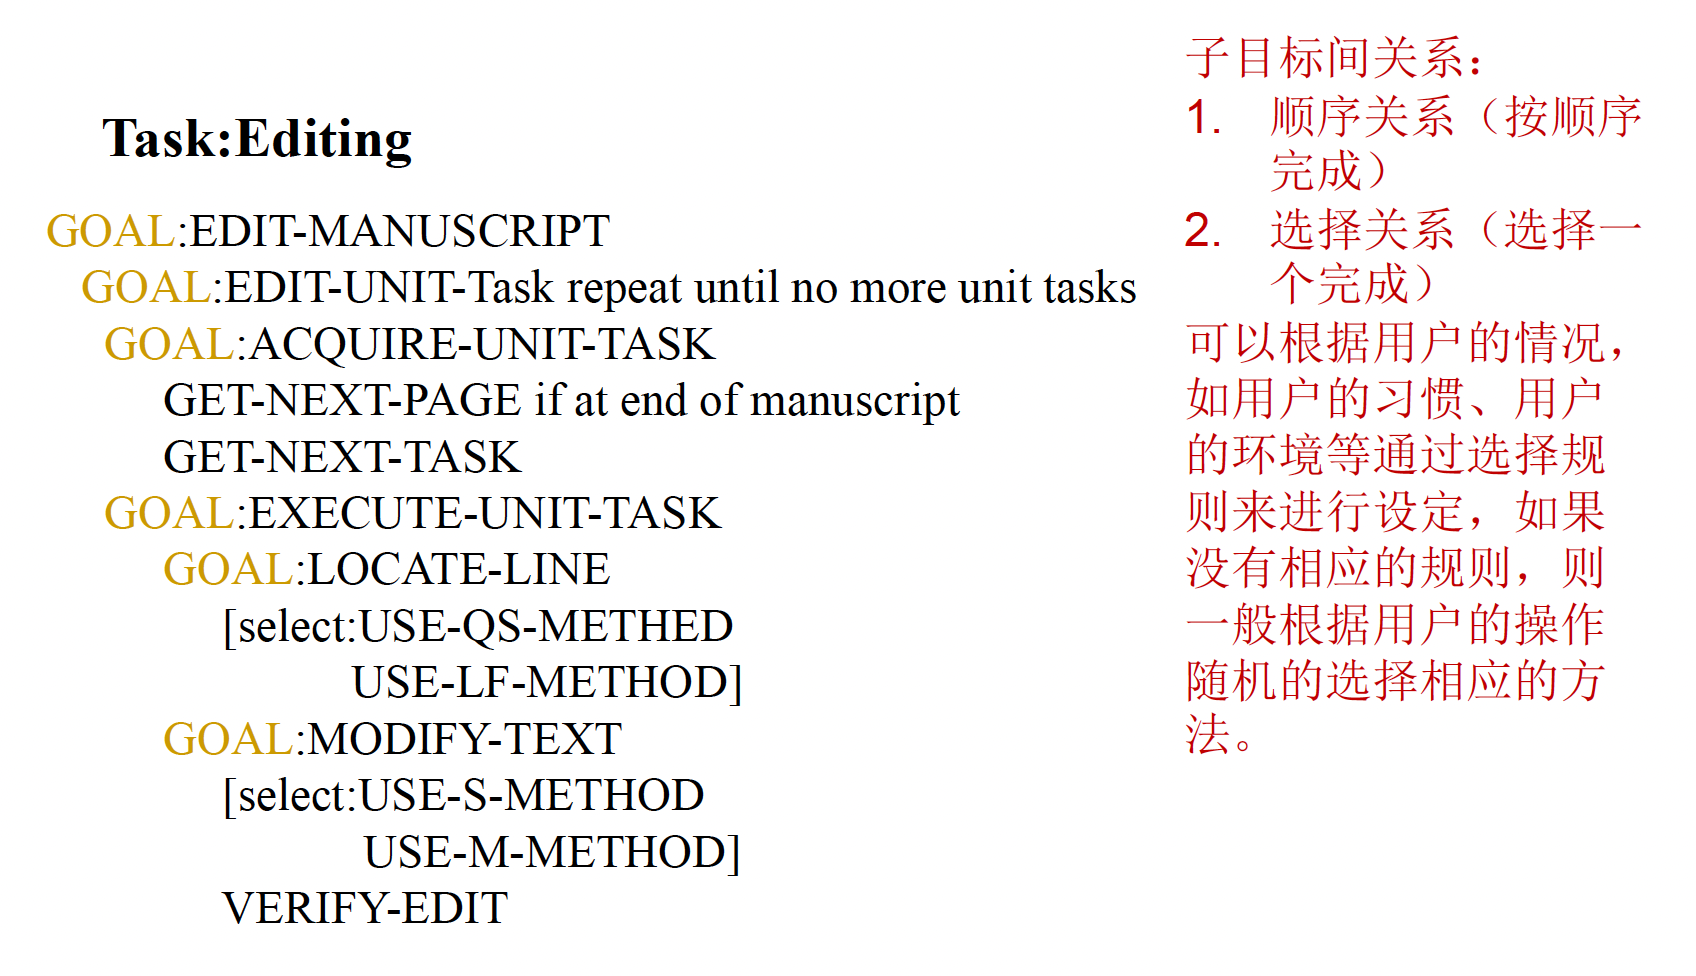 Task:Editing
GOAL:EDIT-MANUSCRIPT
GOAL:EDIT-UNIT-Task repeat until no more unit tasks
GOAL:ACQUIRE-UNIT-TASK
GET-NEXT-PAGE if at end of manuscript
GET-NEXT-TASK
GOAL:EXECUTE-UNIT-TASK
GOAL:LOCATE-LINE
[select:USE-QS-METHED
USE-LF-METHOD]
GOAL:MODIFY-TEXT
[select:USE-S-METHOD
USE-M-METHOD]
VERIFY-EDIT
子目标间关系：
1. 顺序关系（按顺序
完成）
2. 选择关系（选择一
个完成）
可以根据用户的情况，
如用户的习惯、用户
的环境等通过选择规
则来进行设定，如果
没有相应的规则，则
一般根据用户的操作
随机的选择相应的方
法。